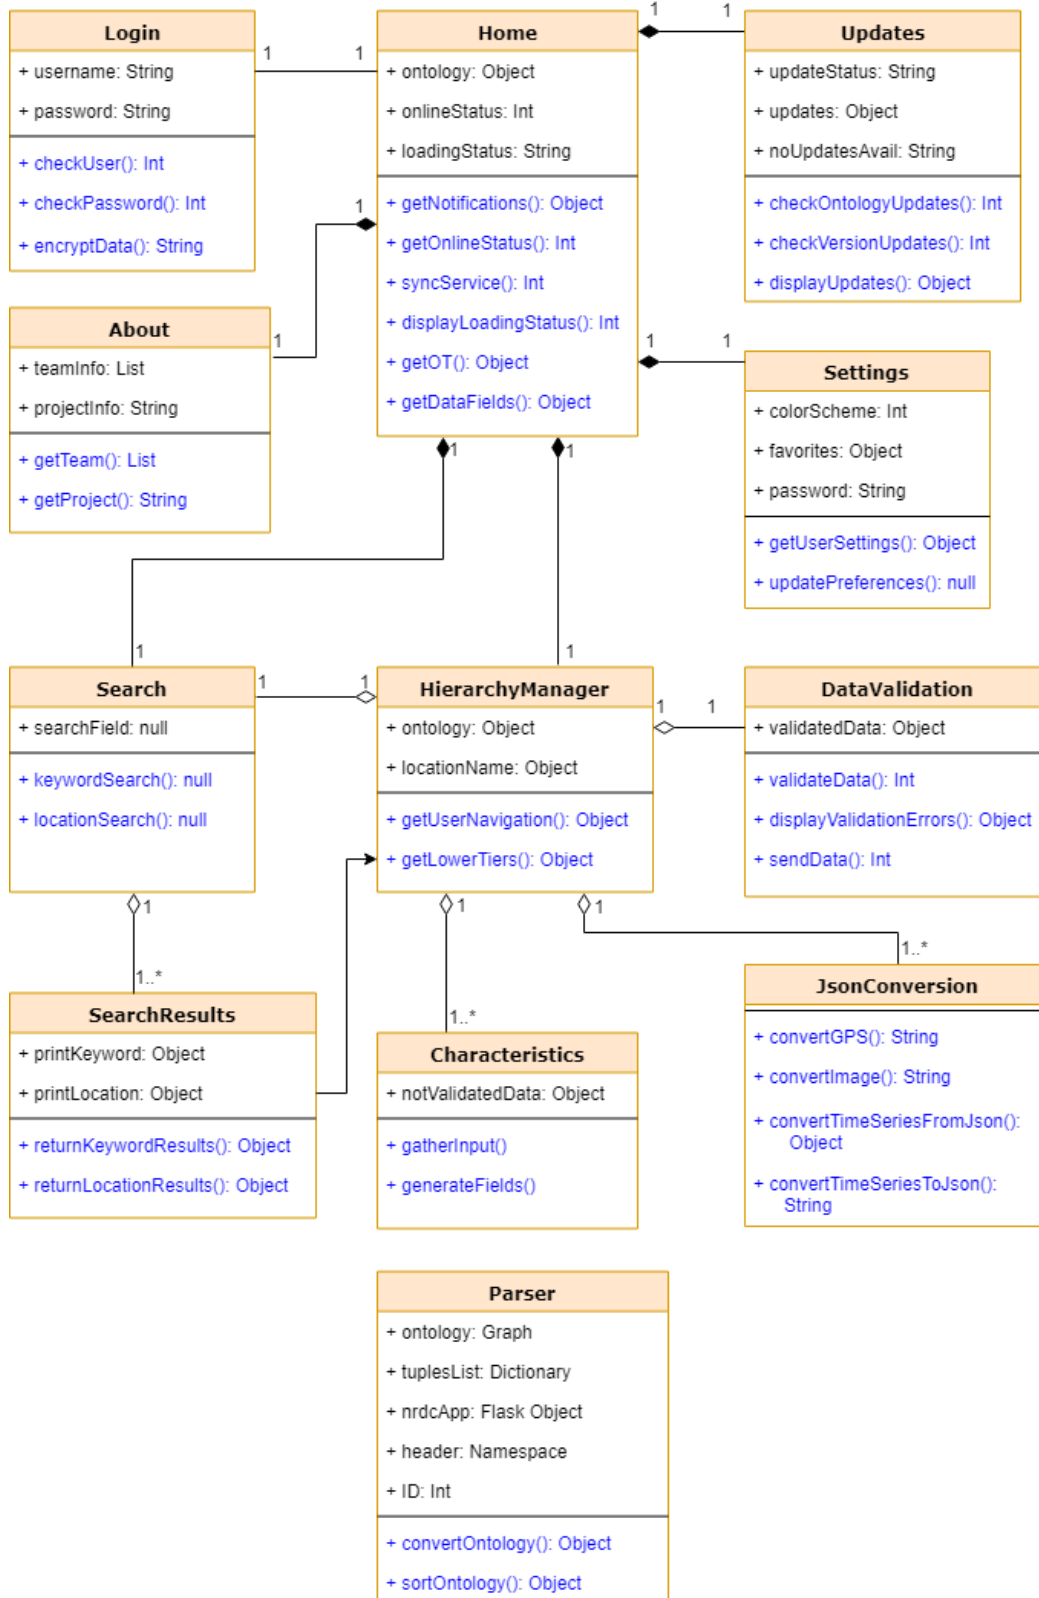 Login
+ username: String
+ password: String
+ checkUser(): Int
+ checkPassword(): Int
+ encryptData(): String
1
1
Home
+ ontology: Object
+ onlineStatus: Int
+ loadingStatus: String
+ getNotifications(): Object
+ getOnlineStatus(): Int
+ syncService(): Int
+ displayLoadingStatus(): Int
+ getOT(): Object
+ getDataFields(): Object
1
1
Updates
+ updateStatus: String
+ updates: Object
+ noUpdatesAvail: String
+ checkOntologyUpdates(): Int
+ checkVersionUpdates(): Int
+ displayUpdates(): Object
1
1
About
+ teamInfo: List
+ projectInfo: String
+ getTeam(): List
+ getProject(): String
1
1
Settings
+ colorScheme: Int
+ favorites: Object
+ password: String
+ getUserSettings(): Object
+ updatePreferences(): null
1
1
1
1
Search
+ searchField: null
+ keywordSearch(): null
+ locationSearch(): null
1
1
HierarchyManager
+ ontology: Object
+ locationName: Object
+ getUserNavigation(): Object
+ getLowerTiers(): Object
1
1
DataValidation
+ validatedData: Object
+ validateData(): Int
+ displayValidationErrors(): Object
+ sendData(): Int
1
1..*
SearchResults
+ printKeyword: Object
+ printLocation: Object
+ returnKeywordResults(): Object
+ returnLocationResults(): Object
1
1..*
Characteristics
+ notValidatedData: Object
+ gatherInput()
+ generateFields()
1
1..*
JsonConversion
+ convertGPS(): String
+ convertImage(): String
+ convertTimeSeriesFromJson():
Object
+ convertTimeSeriesToJson():
String
Parser
+ ontology: Graph
+ tuplesList: Dictionary
+ nrdcApp: Flask Object
+ header: Namespace
+ ID: Int
+ convertOntology(): Object
+ sortOntology(): Object